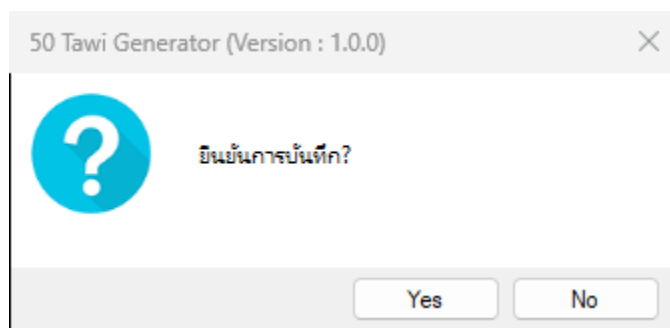 50 Tawi Generator (Version : 1.0.0)
ยืนยันการบันทึก?
Yes
No